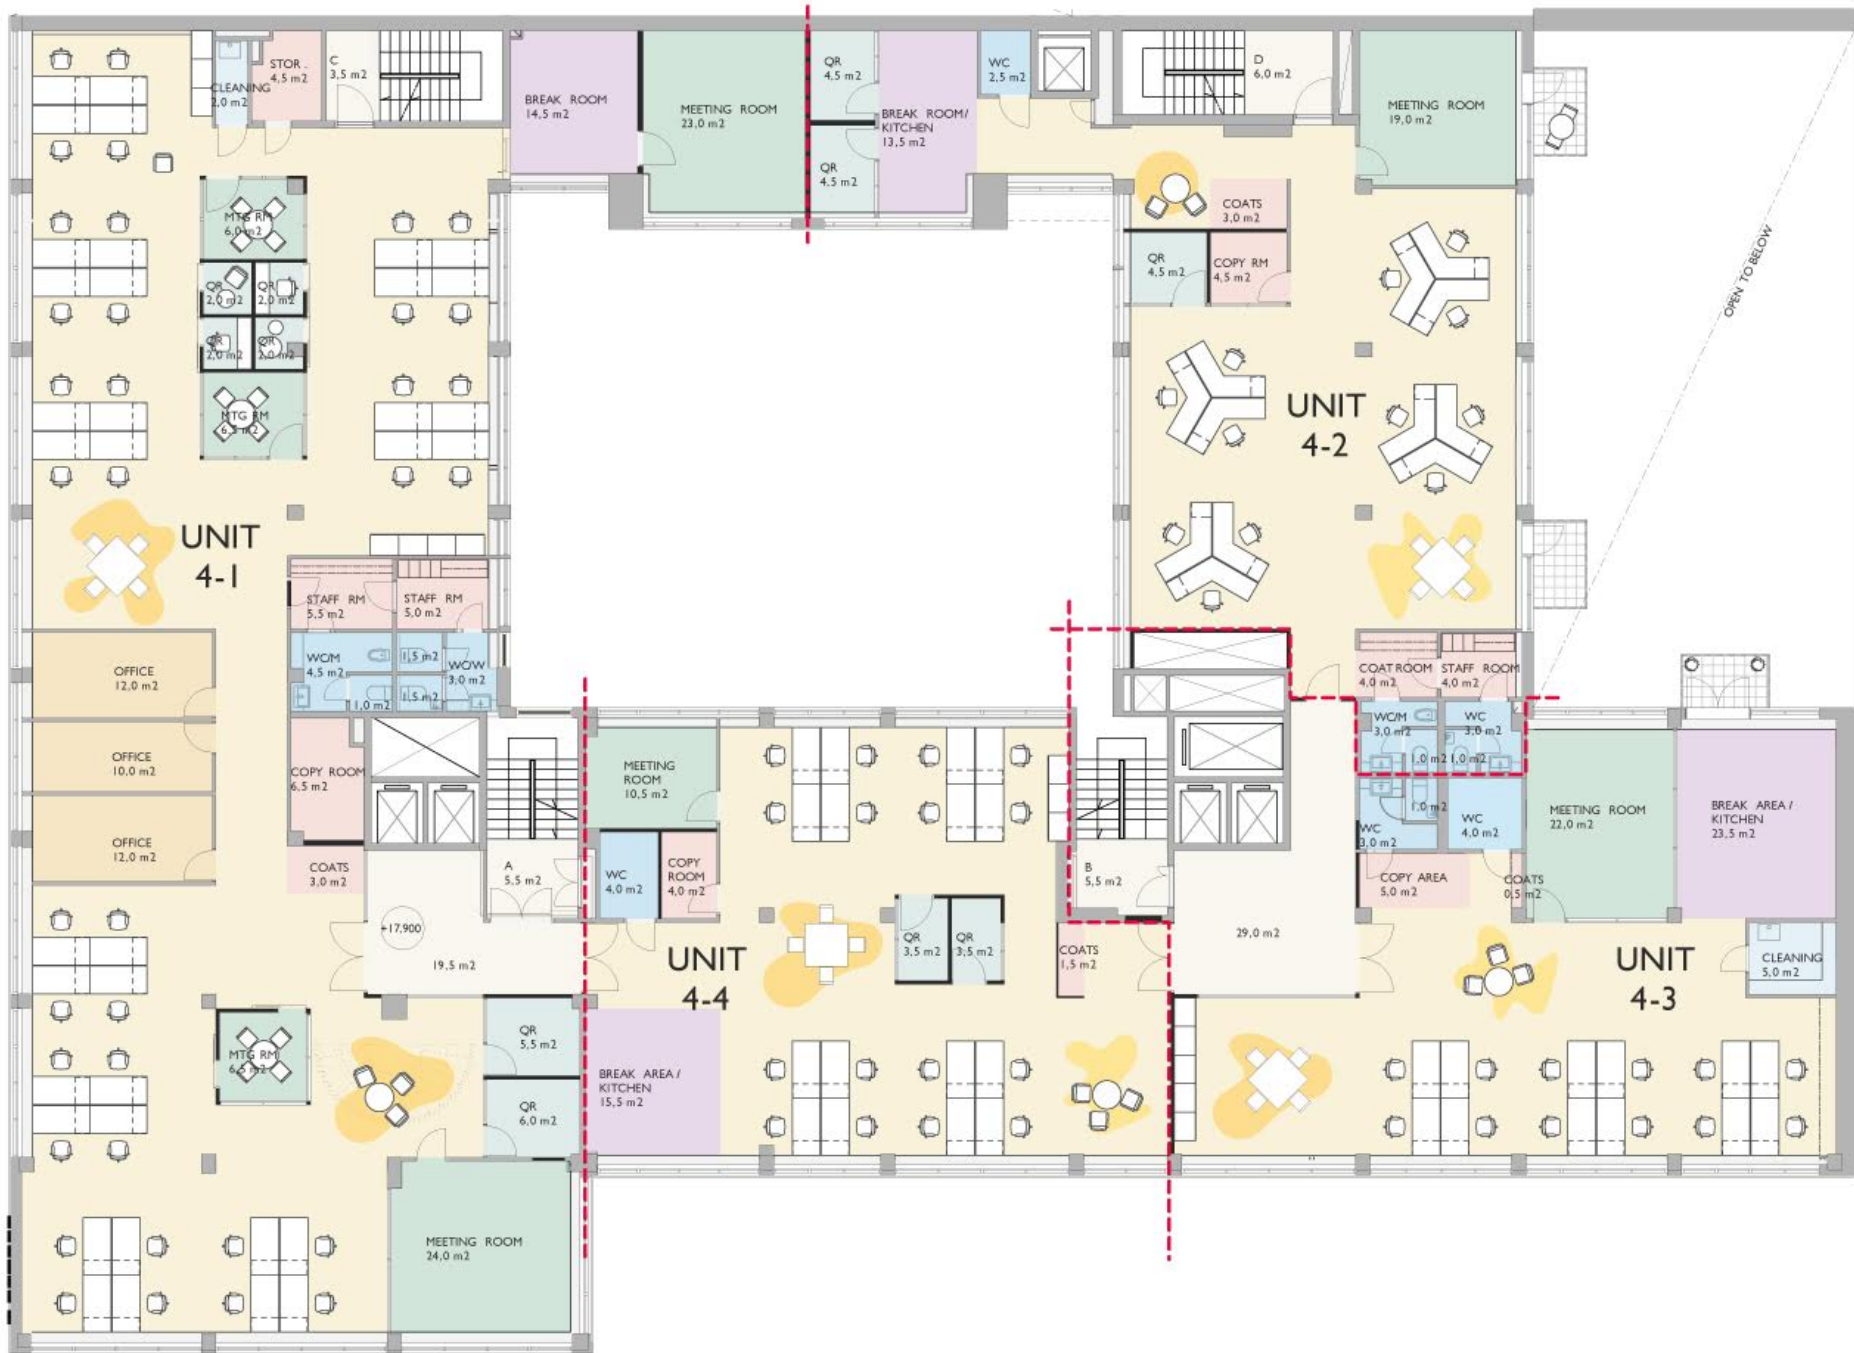 CLEANING
2,0 m2
STOR .
4,5 m2
C
3,5 m2
BREAK ROOM
14,5 m2
MEETING ROOM
23,0 m2
QR
4,5 m2
QR
4,5 m2
BREAK ROOM/
KITCHEN
13,5 m2
WC
2,5 m2
D
6,0 m2
MEETING ROOM
19,0 m2
OPEN TO BELOW
MTG RM
6,0 m2
QR
2,0 m2
QR
2,0 m2
QR
2,0 m2
QR
2,0 m2
MTG RM
6,5 m2
COATS
3,0 m2
QR
4,5 m2
COPY RM
4,5 m2
UNIT
4-2
UNIT
4-1
STAFF RM
5,5 m2
STAFF RM
5,0 m2
WC/M
4,5 m2
1,5 m2
WC/W
3,0 m2
1,0 m2
1,5 m2
OFFICE
12,0 m2
OFFICE
10,0 m2
OFFICE
12,0 m2
COPY ROOM
6,5 m2
COATS
3,0 m2
A
5,5 m2
+17,900
19,5 m2
MEETING
ROOM
10,5 m2
WC
4,0 m2
COPY
ROOM
4,0 m2
UNIT
4-4
QR
3,5 m2
QR
3,5 m2
COATS
1,5 m2
B
5,5 m2
29,0 m2
COAT ROOM
4,0 m2
STAFF ROOM
4,0 m2
WC/M
3,0 m2
WC
3,0 m2
1,0 m2
1,0 m2
1,0 m2
WC
3,0 m2
WC
4,0 m2
COPY AREA
5,0 m2
COATS
0,5 m2
MEETING ROOM
22,0 m2
BREAK AREA /
KITCHEN
23,5 m2
UNIT
4-3
CLEANING
5,0 m2
MTG RM
6,5 m2
QR
5,5 m2
QR
6,0 m2
BREAK AREA /
KITCHEN
15,5 m2
MEETING ROOM
24,0 m2